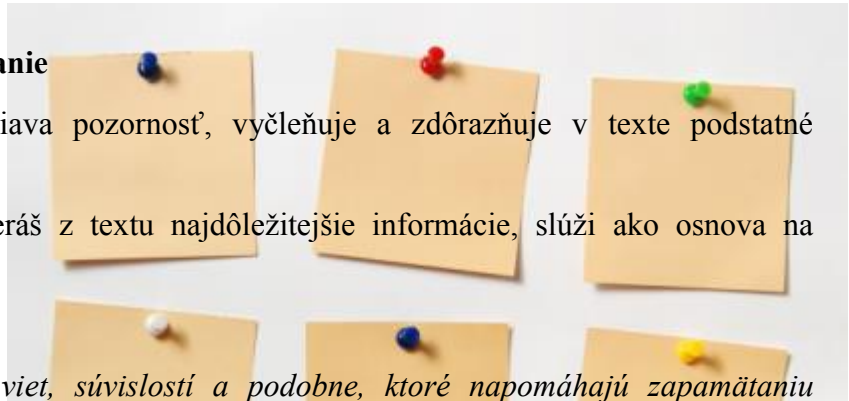 anie
iava pozornosť, vyčleňuje a zdôrazňuje v texte podstatné
eráš z textu najdôležitejšie informácie, slúži ako osnova na
viet, súvislostí a podobne, ktoré napomáhajú zapamätaniu